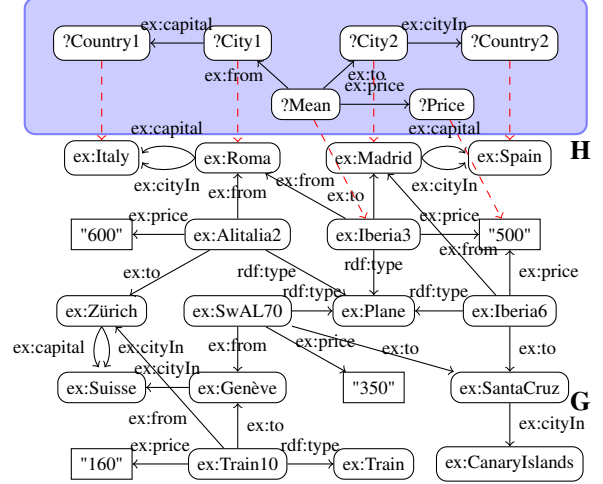 ex:capital ex:cityIn
?Country1 ?City1 ?City2 ?Country2
ex:from ex:to
ex:price
?Mean ?Price
ex:capital ex:capital
H
ex:Italy ex:Roma ex:Madrid ex:Spain
ex:cityIn ex:from ex:cityIn
ex:from ex:to
ex:price ex:price
"600" ex:Alitalia2 ex:Iberia3 "500"
ex:from
ex:to rdf:type rdf:type ex:price
rdf:type rdf:type
ex:Zürich ex:SwAL70 ex:Plane ex:Iberia6
ex:capital ex:cityIn ex:from ex:price ex:to ex:to
ex:cityIn
ex:Suisse ex:Genève "350" ex:SantaCruz
G
ex:from ex:to ex:cityIn
ex:price rdf:type
"160" ex:Train10 ex:Train ex:CanaryIslands